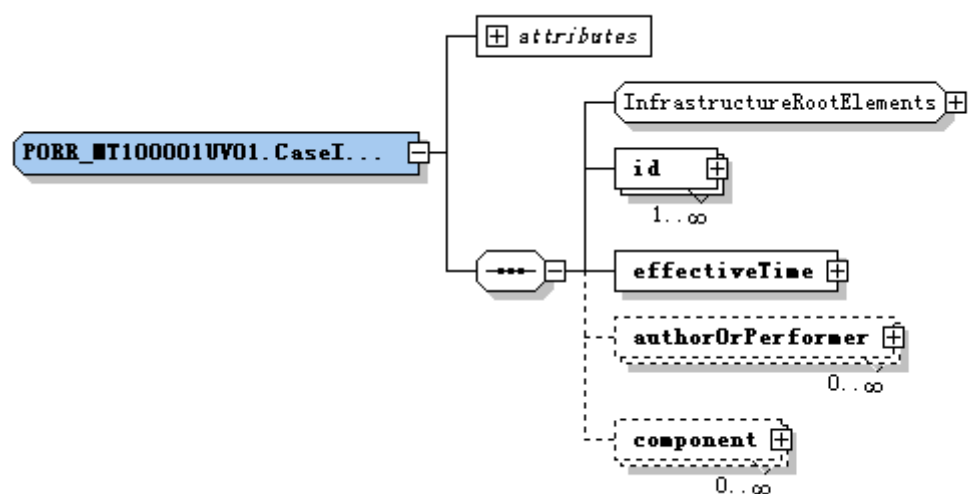 attributes
InfrastructureRootElements
PORR_MT100001UV01.CaseI...
id
1..∞
effectiveTime
authorOrPerformer
0..∞
component
0..∞